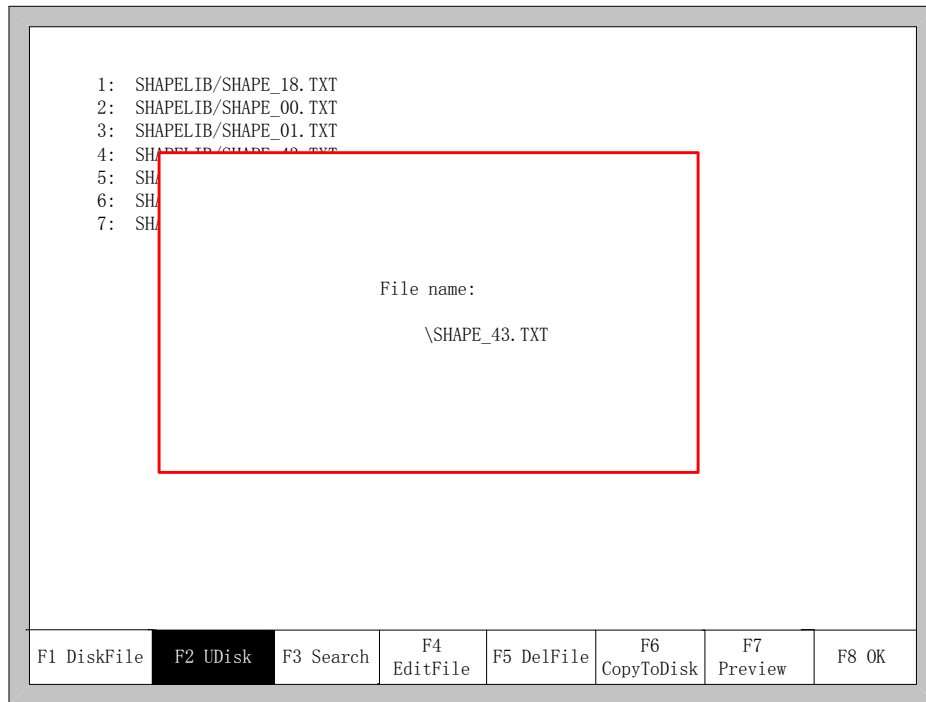 1: SHAPELIB/SHAPE_18.TXT
2: SHAPELIB/SHAPE_00.TXT
3: SHAPELIB/SHAPE_01.TXT
4: SH
5: SH
6: SH
7: SH
File name:
\SHAPE_43.TXT
F1 DiskFile
F2 UDisk
F3 Search
F4
EditFile
F5 DelFile
F6
CopyToDisk
F7
Preview
F8 OK